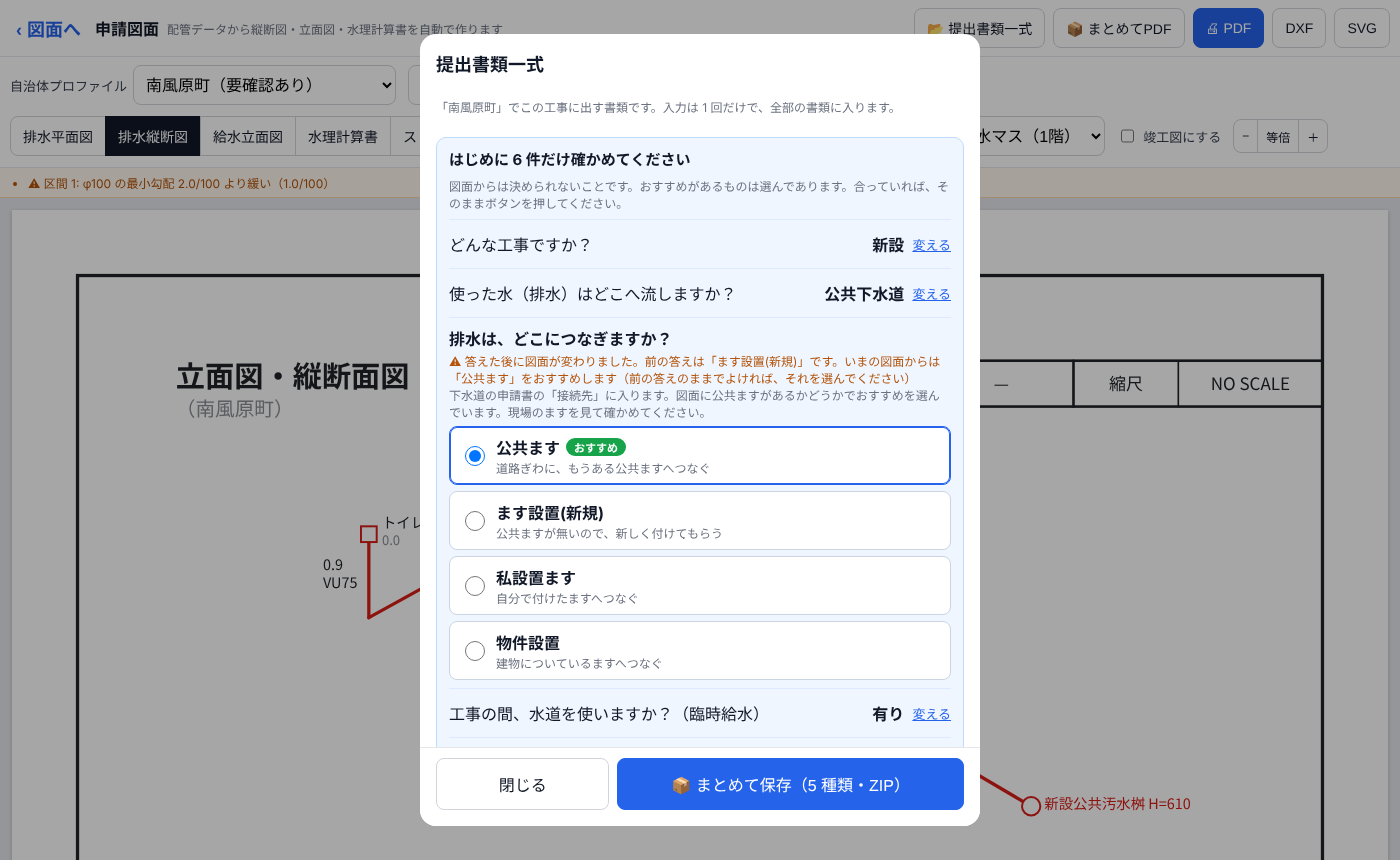 ‹ 図面へ 申請図面 配管データから縦断図・立面図・水理計算書を自動で作ります
📂 提出書類一式 📦 まとめてPDF 🖨 PDF DXF SVG
自治体プロファイル 南風原町（要確認あり）
排水平面図 排水縦断図 給水立面図 水理計算書 ス
水マス（1階） 竣工図にする − 等倍 ＋
⚠ 区間 1: φ100 の最小勾配 2.0/100 より緩い（1.0/100）
提出書類一式
「南風原町」でこの工事に出す書類です。入力は 1 回だけで、全部の書類に入ります。
はじめに 6 件だけ確かめてください
図面からは決められないことです。おすすめがあるものは選んであります。合っていれば、そ
のままボタンを押してください。
どんな工事ですか？ 新設 変える
使った水（排水）はどこへ流しますか？ 公共下水道 変える
排水は、どこにつなぎますか？
⚠ 答えた後に図面が変わりました。前の答えは「ます設置(新規)」です。いまの図面からは
「公共ます」をおすすめします（前の答えのままでよければ、それを選んでください）
下水道の申請書の「接続先」に入ります。図面に公共ますがあるかどうかでおすすめを選ん
でいます。現場のますを見て確かめてください。
公共ます おすすめ
道路ぎわに、もうある公共ますへつなぐ
ます設置(新規)
公共ますが無いので、新しく付けてもらう
私設置ます
自分で付けたますへつなぐ
物件設置
建物についているますへつなぐ
工事の間、水道を使いますか？（臨時給水） 有り 変える
閉じる 📦 まとめて保存（5 種類・ZIP）
立面図・縦断面図
（南風原町）
— 縮尺 NO SCALE
トイレ
0.0
0.9
VU75
新設公共汚水桝 H=610